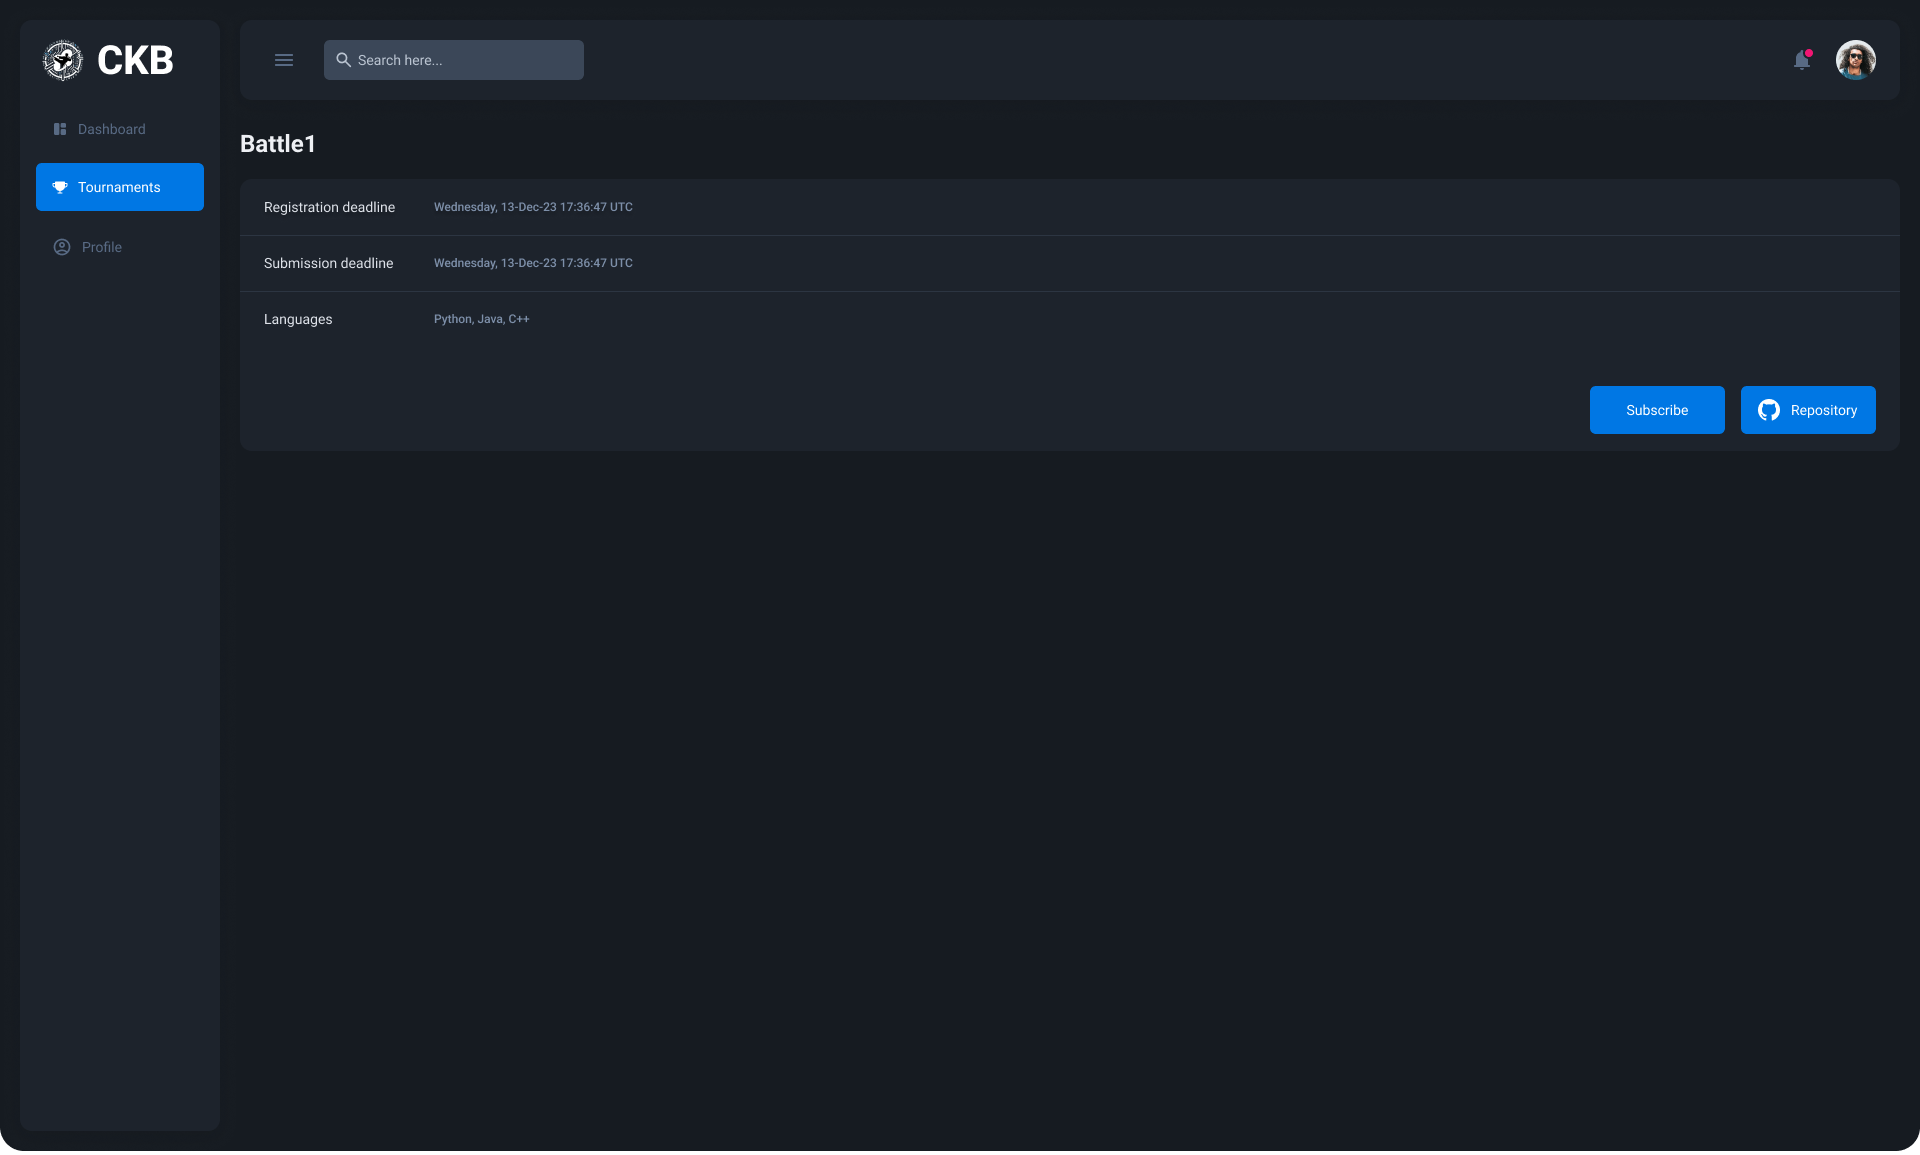 CKB
Search here...
Dashboard
Tournaments
Profile
Battle1
Registration deadline Wednesday, 13-Dec-23 17:36:47 UTC
Submission deadline Wednesday, 13-Dec-23 17:36:47 UTC
Languages Python, Java, C++
Subscribe Repository